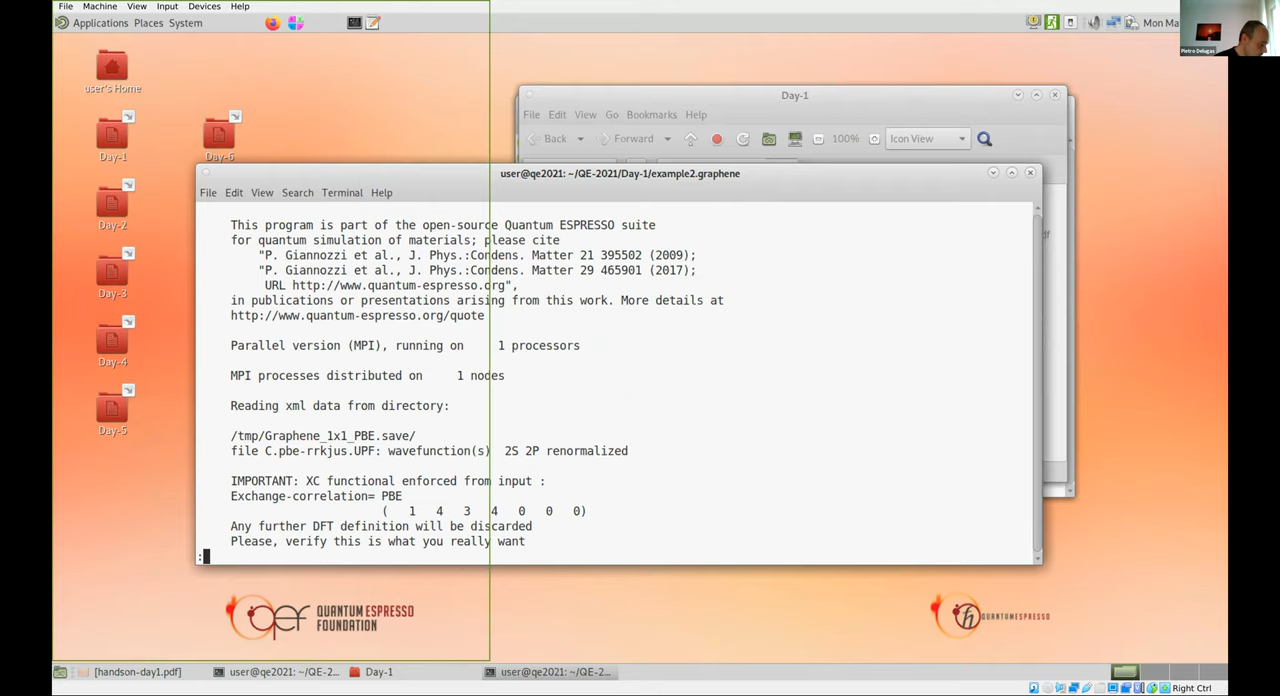 File Machine View Input Devices Help
Applications Places System
Mon Ma
Pietro Delugas
user's Home
Day-1
Day-6
Day-2
Day-3
Day-4
Day-5
Day-1
File Edit View Go Bookmarks Help
Back Forward 100% Icon View
df
user@qe2021: ~/QE-2021/Day-1/example2.graphene
File Edit View Search Terminal Help
This program is part of the open-source Quantum ESPRESSO suite
for quantum simulation of materials; please cite
"P. Giannozzi et al., J. Phys.:Condens. Matter 21 395502 (2009);
"P. Giannozzi et al., J. Phys.:Condens. Matter 29 465901 (2017);
URL http://www.quantum-espresso.org",
in publications or presentations arising from this work. More details at
http://www.quantum-espresso.org/quote
Parallel version (MPI), running on 1 processors
MPI processes distributed on 1 nodes
Reading xml data from directory:
/tmp/Graphene_1x1_PBE.save/
file C.pbe-rrkjus.UPF: wavefunction(s) 2S 2P renormalized
IMPORTANT: XC functional enforced from input :
Exchange-correlation= PBE
( 1 4 3 4 0 0 0)
Any further DFT definition will be discarded
Please, verify this is what you really want
:
qef QUANTUM ESPRESSO
FOUNDATION
QUANTUMESPRESSO
[handson-day1.pdf] user@qe2021: ~/QE-2... Day-1 user@qe2021: ~/QE-2...
Right Ctrl